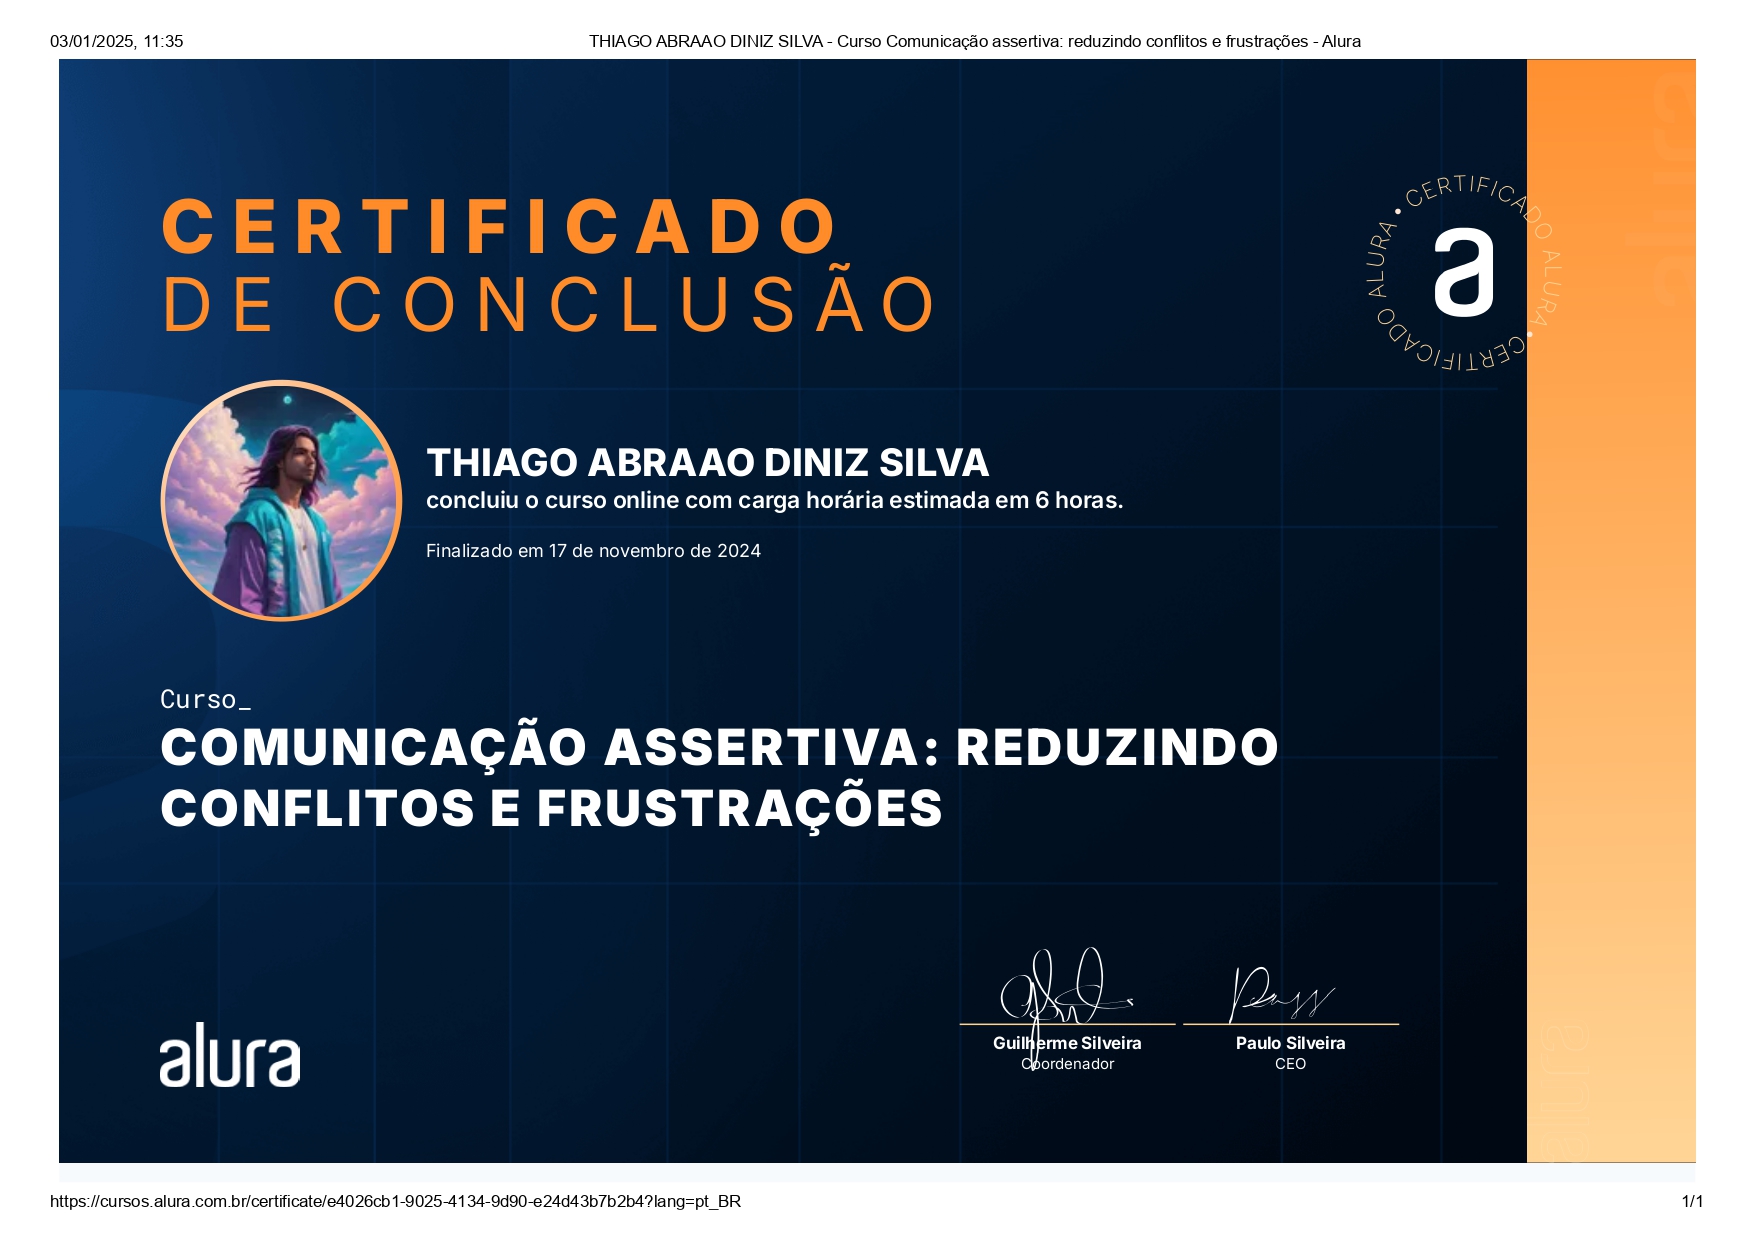 03/01/2025, 11:35
THIAGO ABRAAO DINIZ SILVA - Curso Comunicação assertiva: reduzindo conflitos e frustrações - Alura
CERTIFICADO
DE CONCLUSÃO
CERTIFICADO ALURA • CERTIFICADO ALURA •
a
THIAGO ABRAAO DINIZ SILVA
concluiu o curso online com carga horária estimada em 6 horas.
Finalizado em 17 de novembro de 2024
Curso_
COMUNICAÇÃO ASSERTIVA: REDUZINDO
CONFLITOS E FRUSTRAÇÕES
alura
Guilherme Silveira
Coordenador
Paulo Silveira
CEO
alura
alura
https://cursos.alura.com.br/certificate/e4026cb1-9025-4134-9d90-e24d43b7b2b4?lang=pt_BR
1/1